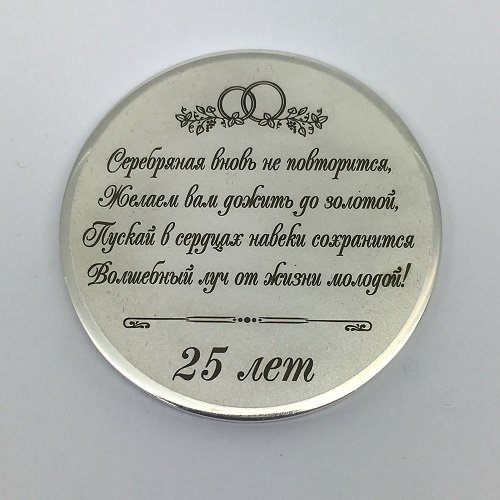 Серебряная вновь не повторится,
Желаем вам дожить до золотой,
Пускай в сердцах навеки сохранится
Волшебный луч от жизни молодой!
25 лет